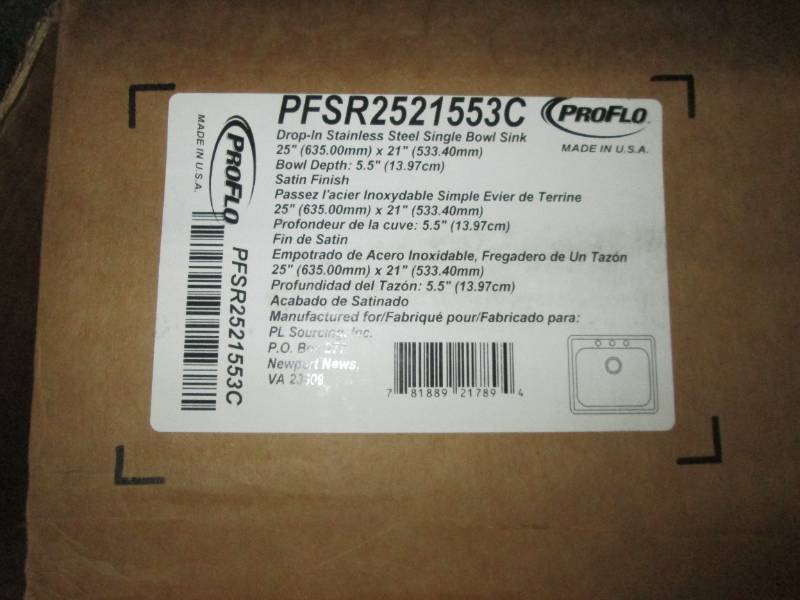 PFSR2521553C
PROFLO
MADE IN U.S.A.
Drop-In Stainless Steel Single Bowl Sink
25" (635.00mm) x 21" (533.40mm)
Bowl Depth: 5.5" (13.97cm)
Satin Finish
Passez l'acier Inoxydable Simple Evier de Terrine
25" (635.00mm) x 21" (533.40mm)
Profondeur de la cuve: 5.5" (13.97cm)
Fin de Satin
Empotrado de Acero Inoxidable, Fregadero de Un Tazón
25" (635.00mm) x 21" (533.40mm)
Profundidad del Tazón: 5.5" (13.97cm)
Acabado de Satinado
Manufactured for/Fabriqué pour/Fabricado para:
PL Sourcing, Inc.
P.O. Box
Newport News,
VA
7 81889 21789 4
MADE IN U.S.A.
PROFLO
PFSR2521553C